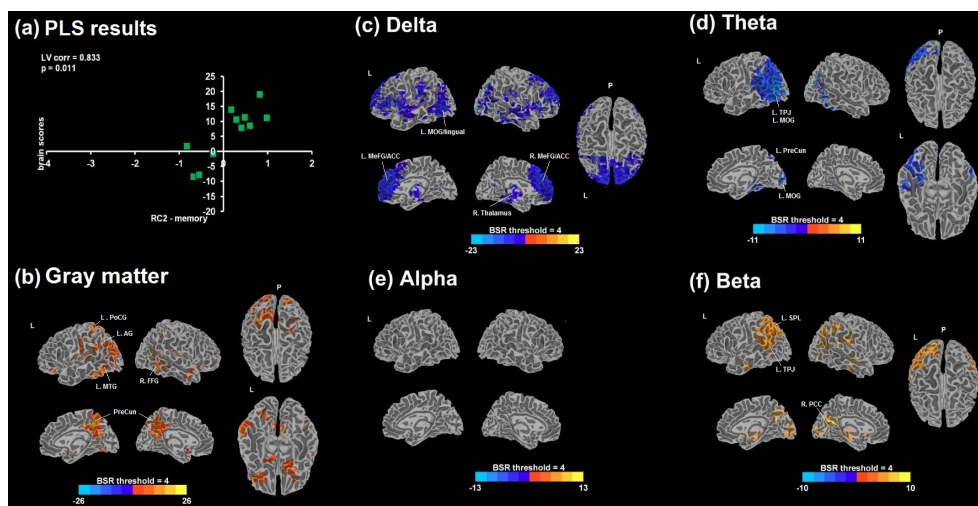 (a) PLS results
LV corr = 0.833
p = 0.011
25
20
15
10
5
0
-5
-10
-15
-20
-4
-3
-2
-1
0
1
2
brain scores
RC2 - memory
(b) Gray matter
L
P
L . PoCG
L. AG
L. MTG
R. FFG
PreCun
L
BSR threshold = 4
-26
26
(c) Delta
L
P
L. MOG/lingual
L. MeFG/ACC
R. MeFG/ACC
R. Thalamus
L
BSR threshold = 4
-23
23
(d) Theta
L
P
L. TPJ
L. MOG
L
L. PreCun
L. MOG
BSR threshold = 4
-11
11
(e) Alpha
L
BSR threshold = 4
-13
13
(f) Beta
L
P
L. SPL
L. TPJ
L
R. PCC
BSR threshold = 4
-10
10